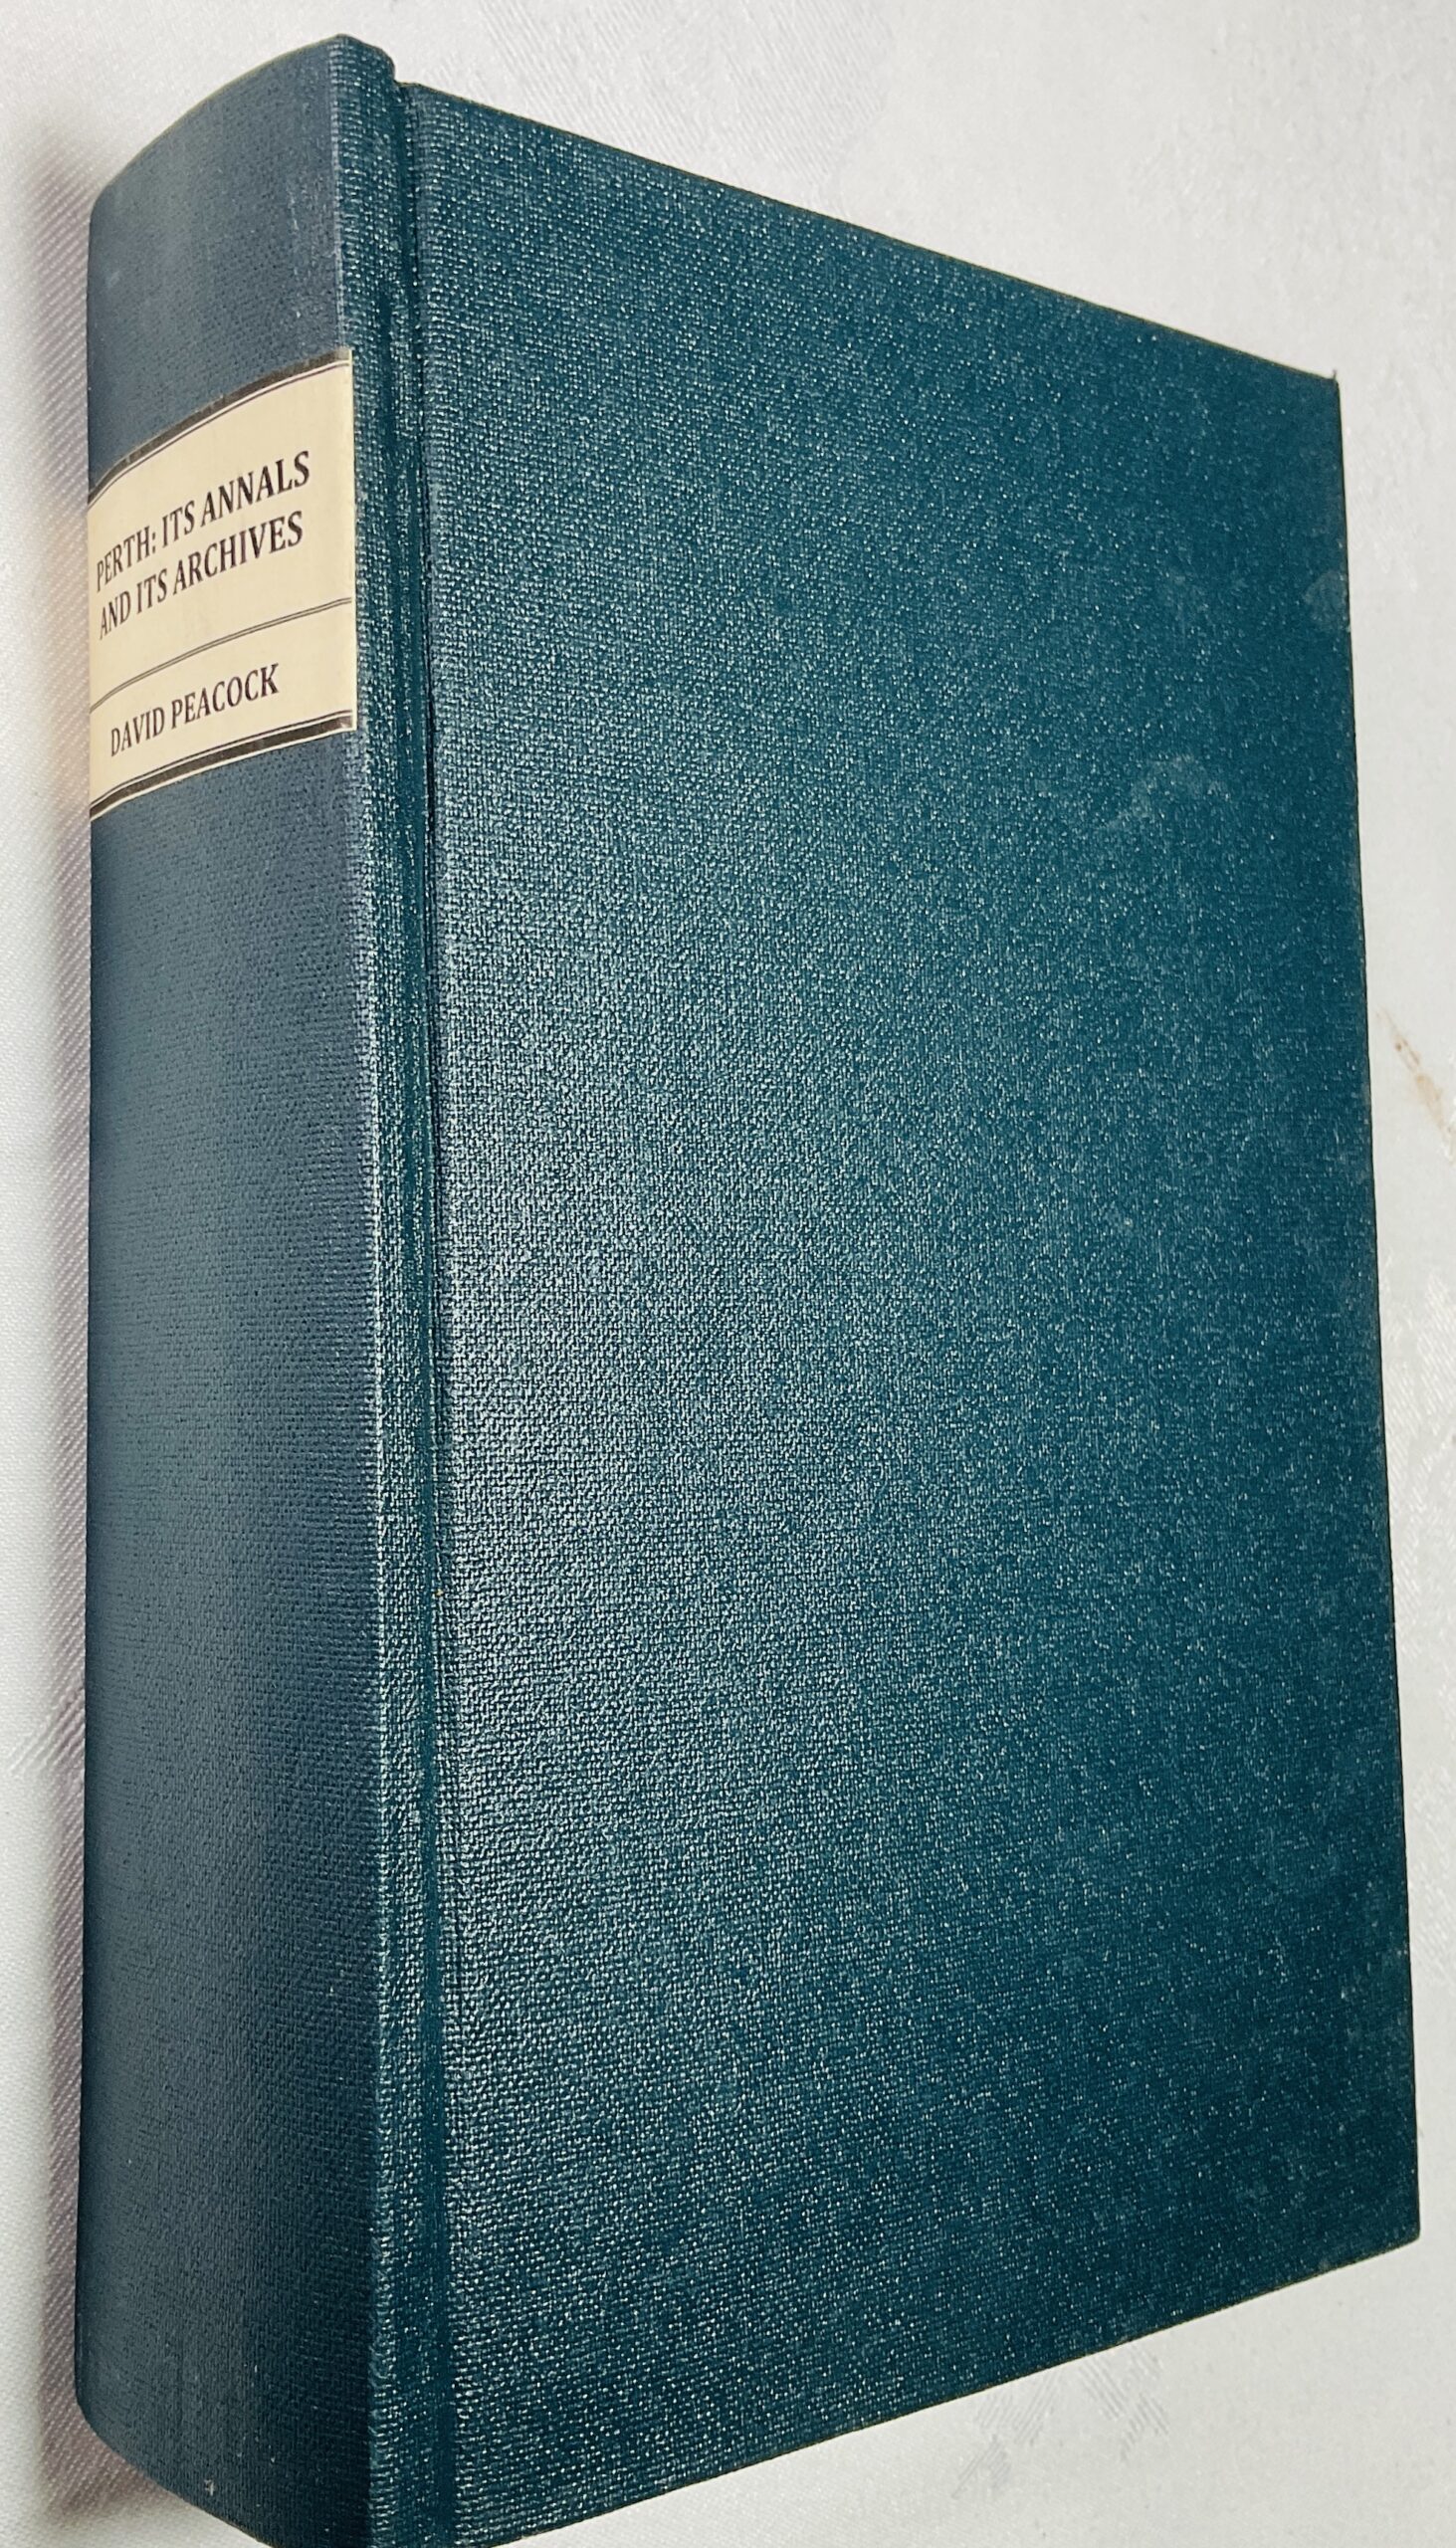 PERTH: ITS ANNALS
AND ITS ARCHIVES
DAVID PEACOCK